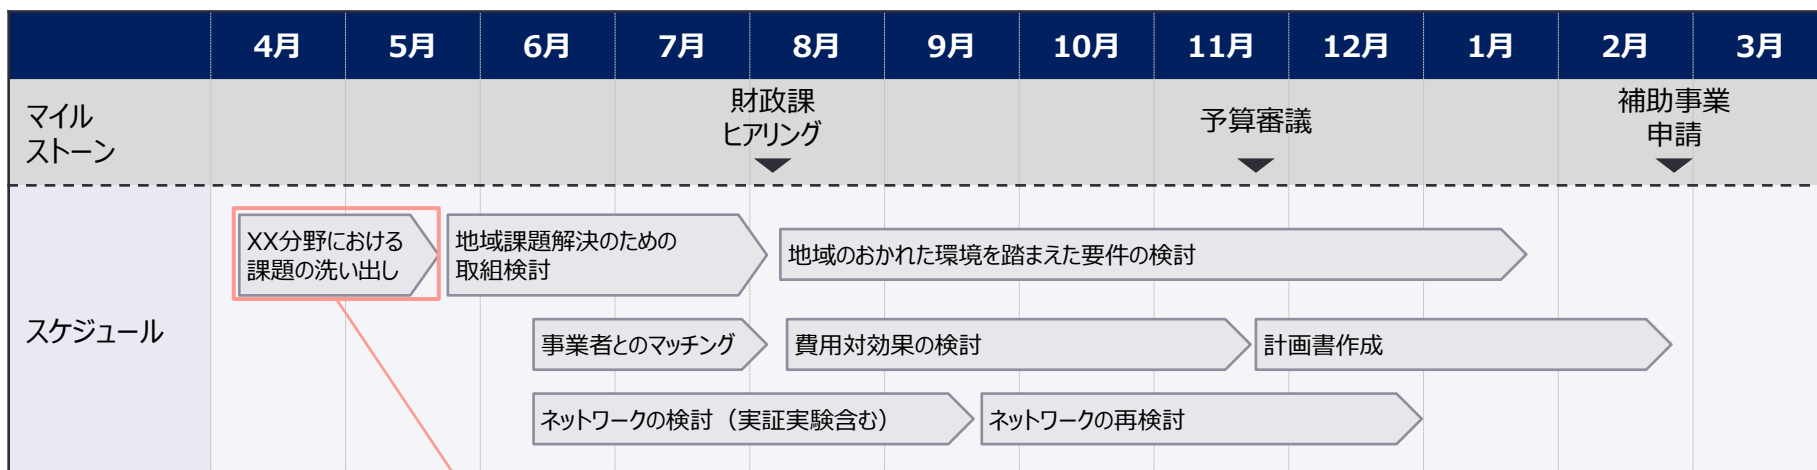 4月
5月
6月
7月
8月
9月
10月
11月
12月
1月
2月
3月
マイル
ストーン
財政課
ヒアリング
予算審議
補助事業
申請
スケジュール
XX分野における
課題の洗い出し
地域課題解決のための
取組検討
地域のおかれた環境を踏まえた要件の検討
事業者とのマッチング
費用対効果の検討
計画書作成
ネットワークの検討（実証実験含む）
ネットワークの再検討